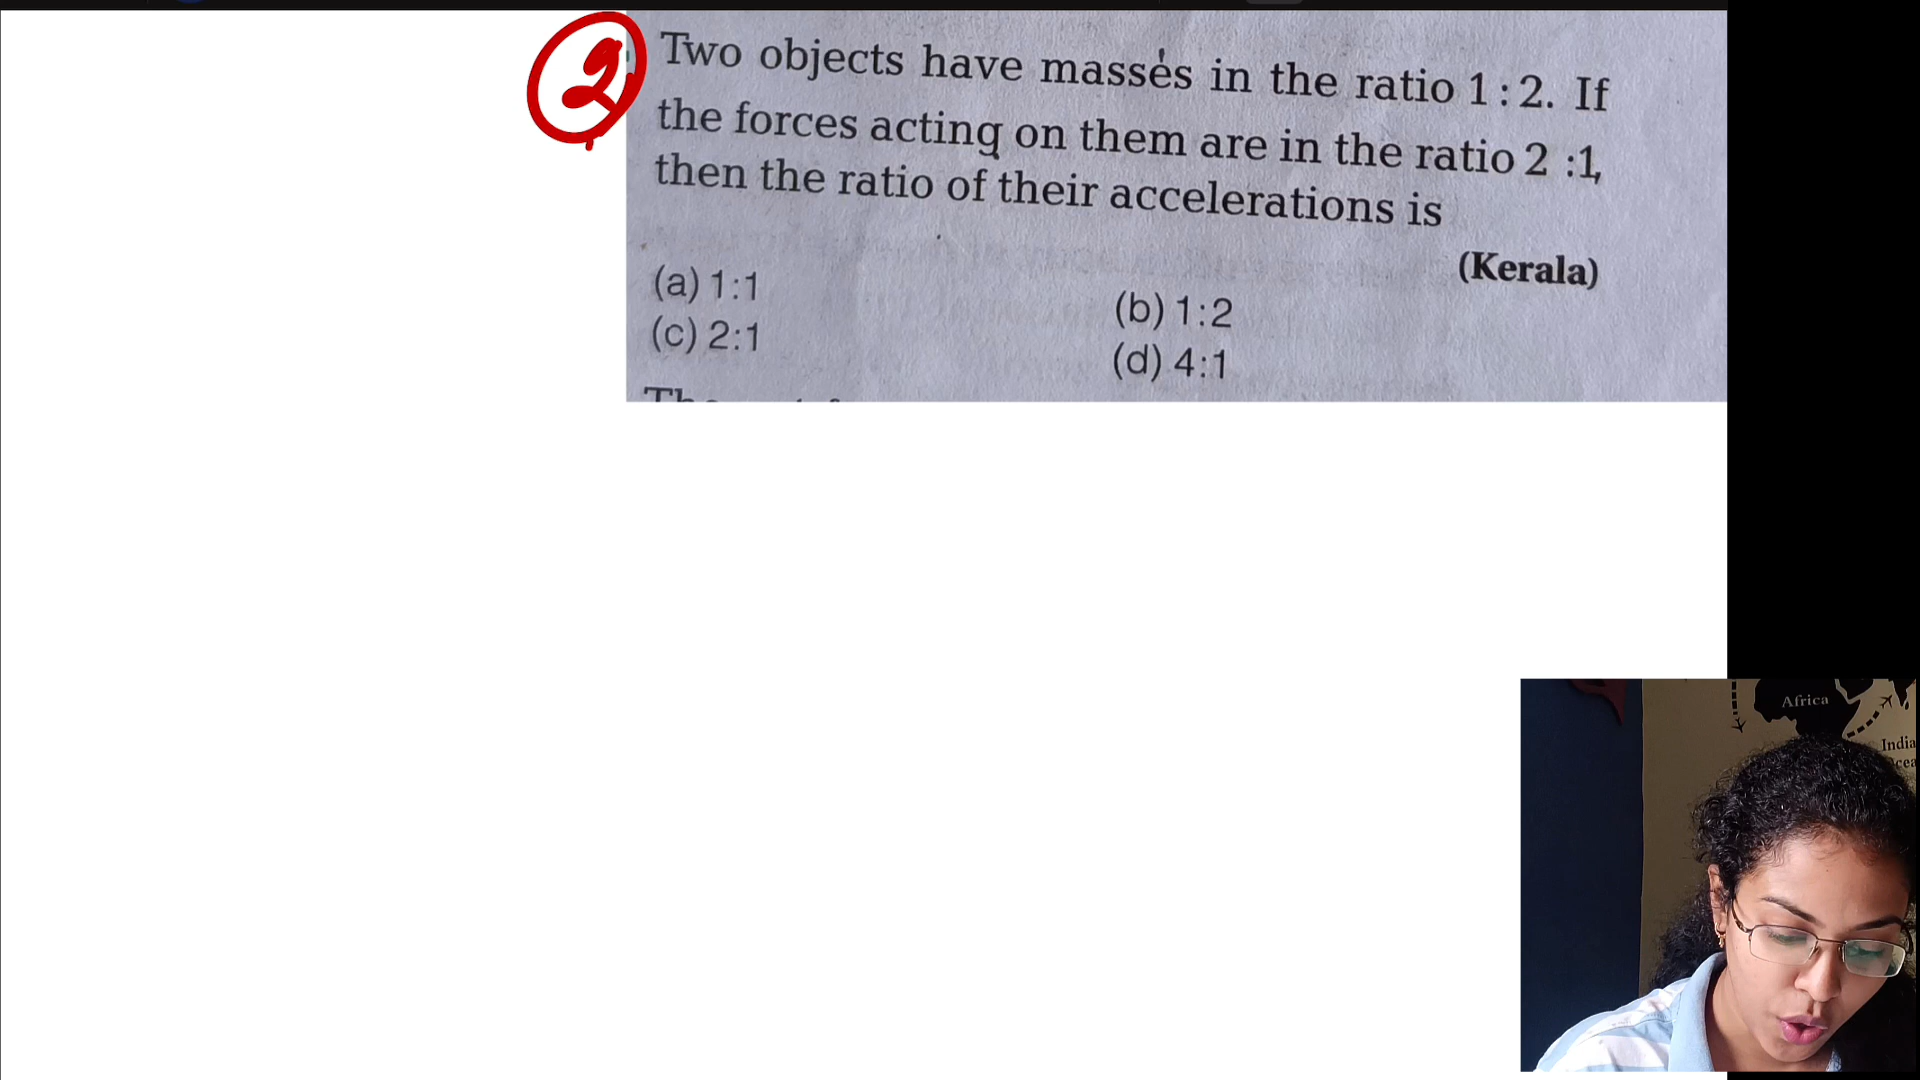 2
Two objects have masses in the ratio 1 : 2. If
the forces acting on them are in the ratio 2 :1,
then the ratio of their accelerations is
(Kerala)
(a) 1:1
(b) 1:2
(c) 2:1
(d) 4:1
Africa
India